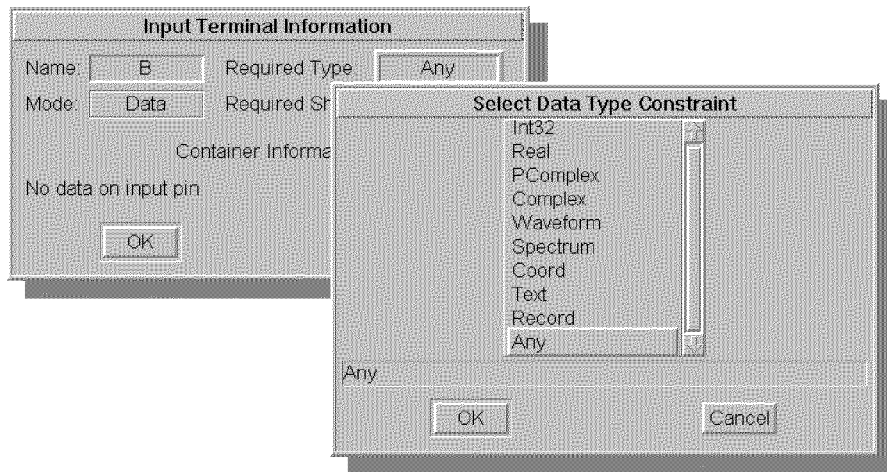 Input Terminal Information
Name: B Required Type Any
Mode: Data Required Sh
Container Informa
No data on input pin
OK
Select Data Type Constraint
Int32
Real
PComplex
Complex
Waveform
Spectrum
Coord
Text
Record
Any
Any
OK Cancel